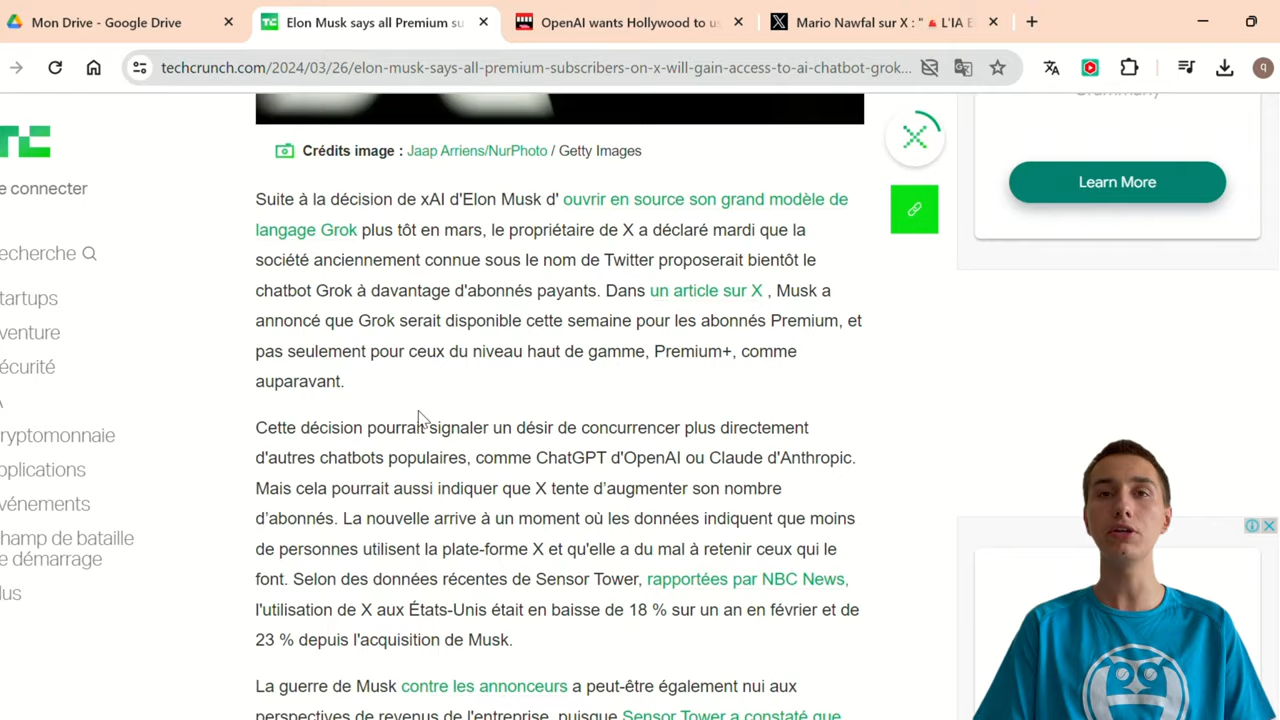 Mon Drive - Google Drive
Elon Musk says all Premium su
OpenAI wants Hollywood to us
Mario Nawfal sur X : " 🚨 L'IA E
techcrunch.com/2024/03/26/elon-musk-says-all-premium-subscribers-on-x-will-gain-access-to-ai-chatbot-grok...
q
Crédits image : Jaap Arriens/NurPhoto / Getty Images
e connecter
echerche
tartups
enture
écurité
ryptomonnaie
pplications
vénements
hamp de bataille
e démarrage
lus
Suite à la décision de xAI d'Elon Musk d' ouvrir en source son grand modèle de
langage Grok plus tôt en mars, le propriétaire de X a déclaré mardi que la
société anciennement connue sous le nom de Twitter proposerait bientôt le
chatbot Grok à davantage d'abonnés payants. Dans un article sur X , Musk a
annoncé que Grok serait disponible cette semaine pour les abonnés Premium, et
pas seulement pour ceux du niveau haut de gamme, Premium+, comme
auparavant.
Cette décision pourrait signaler un désir de concurrencer plus directement
d'autres chatbots populaires, comme ChatGPT d'OpenAI ou Claude d'Anthropic.
Mais cela pourrait aussi indiquer que X tente d’augmenter son nombre
d’abonnés. La nouvelle arrive à un moment où les données indiquent que moins
de personnes utilisent la plate-forme X et qu'elle a du mal à retenir ceux qui le
font. Selon des données récentes de Sensor Tower, rapportées par NBC News,
l'utilisation de X aux États-Unis était en baisse de 18 % sur un an en février et de
23 % depuis l'acquisition de Musk.
La guerre de Musk contre les annonceurs a peut-être également nui aux
perspectives de revenus de l'entreprise, puisque Sensor Tower a constaté que
Learn More